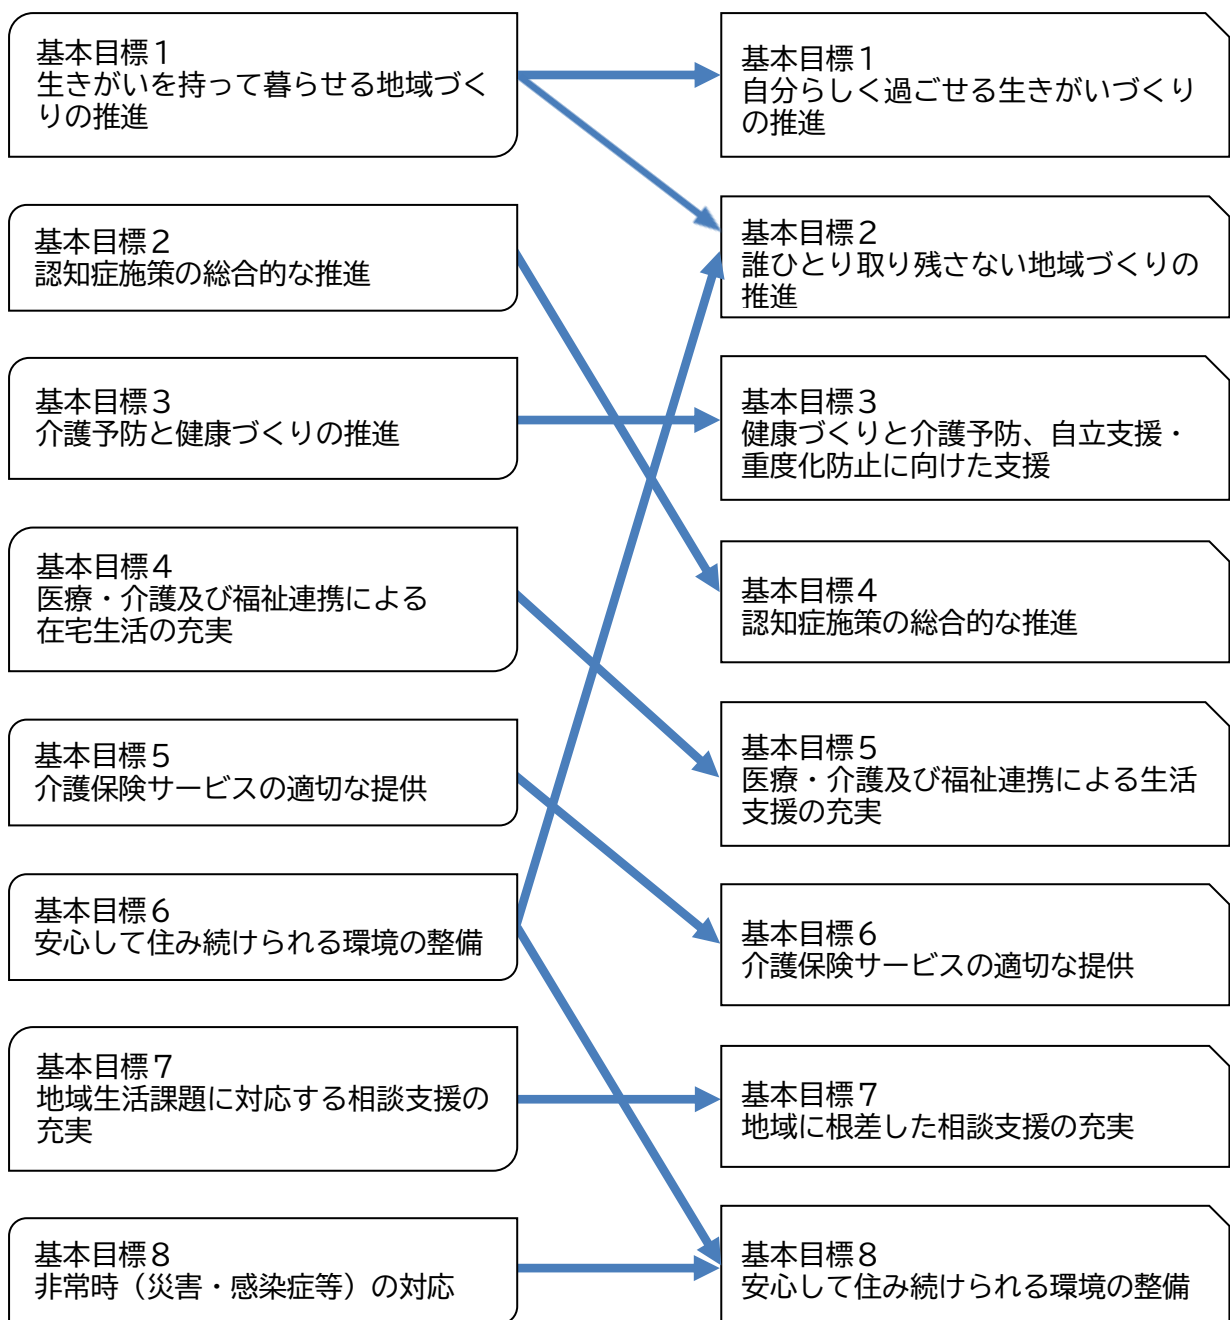 基本目標１
生きがいを持って暮らせる地域づく
りの推進
基本目標２
認知症施策の総合的な推進
基本目標３
介護予防と健康づくりの推進
基本目標４
医療・介護及び福祉連携による
在宅生活の充実
基本目標５
介護保険サービスの適切な提供
基本目標６
安心して住み続けられる環境の整備
基本目標７
地域生活課題に対応する相談支援の
充実
基本目標８
非常時（災害・感染症等）の対応
基本目標１
自分らしく過ごせる生きがいづくり
の推進
基本目標２
誰ひとり取り残さない地域づくりの
推進
基本目標３
健康づくりと介護予防、自立支援・
重度化防止に向けた支援
基本目標４
認知症施策の総合的な推進
基本目標５
医療・介護及び福祉連携による生活
支援の充実
基本目標６
介護保険サービスの適切な提供
基本目標７
地域に根差した相談支援の充実
基本目標８
安心して住み続けられる環境の整備